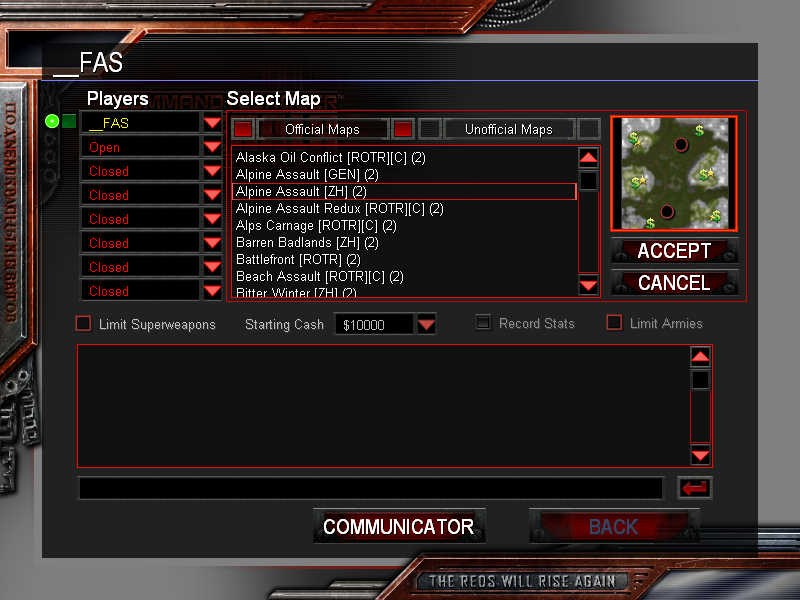 __FAS
Players
Select Map
__FAS
Open
Closed
Closed
Closed
Closed
Closed
Closed
Official Maps
Unofficial Maps
Alaska Oil Conflict [ROTR][C] (2)
Alpine Assault [GEN] (2)
Alpine Assault [ZH] (2)
Alpine Assault Redux [ROTR][C] (2)
Alps Carnage [ROTR][C] (2)
Barren Badlands [ZH] (2)
Battlefront [ROTR] (2)
Beach Assault [ROTR][C] (2)
Bitter Winter [ZH] (2)
ACCEPT
CANCEL
Limit Superweapons
Starting Cash
$10000
Record Stats
Limit Armies
COMMUNICATOR
BACK
THE REDS WILL RISE AGAIN